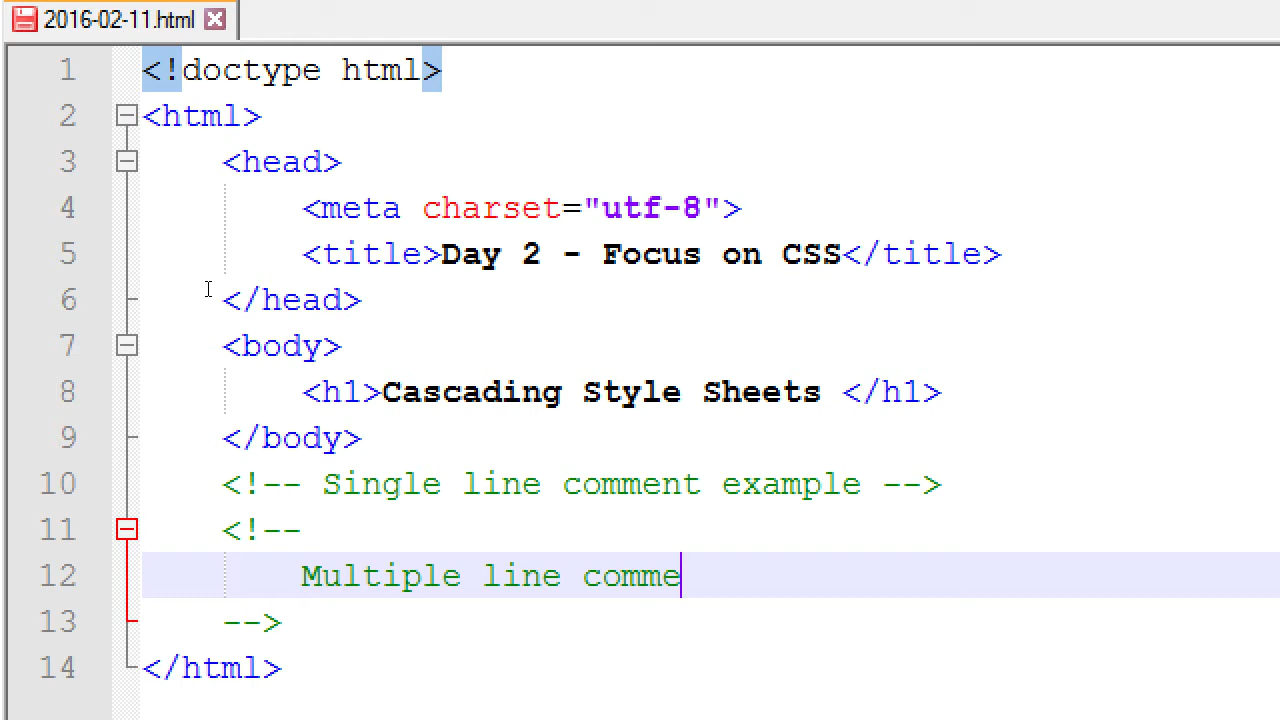 2016-02-11.html
1 <!doctype html>
2 <html>
3 <head>
4 <meta charset="utf-8">
5 <title>Day 2 - Focus on CSS</title>
6 </head>
7 <body>
8 <h1>Cascading Style Sheets </h1>
9 </body>
10 <!-- Single line comment example -->
11 <!--
12 Multiple line comme
13 -->
14 </html>